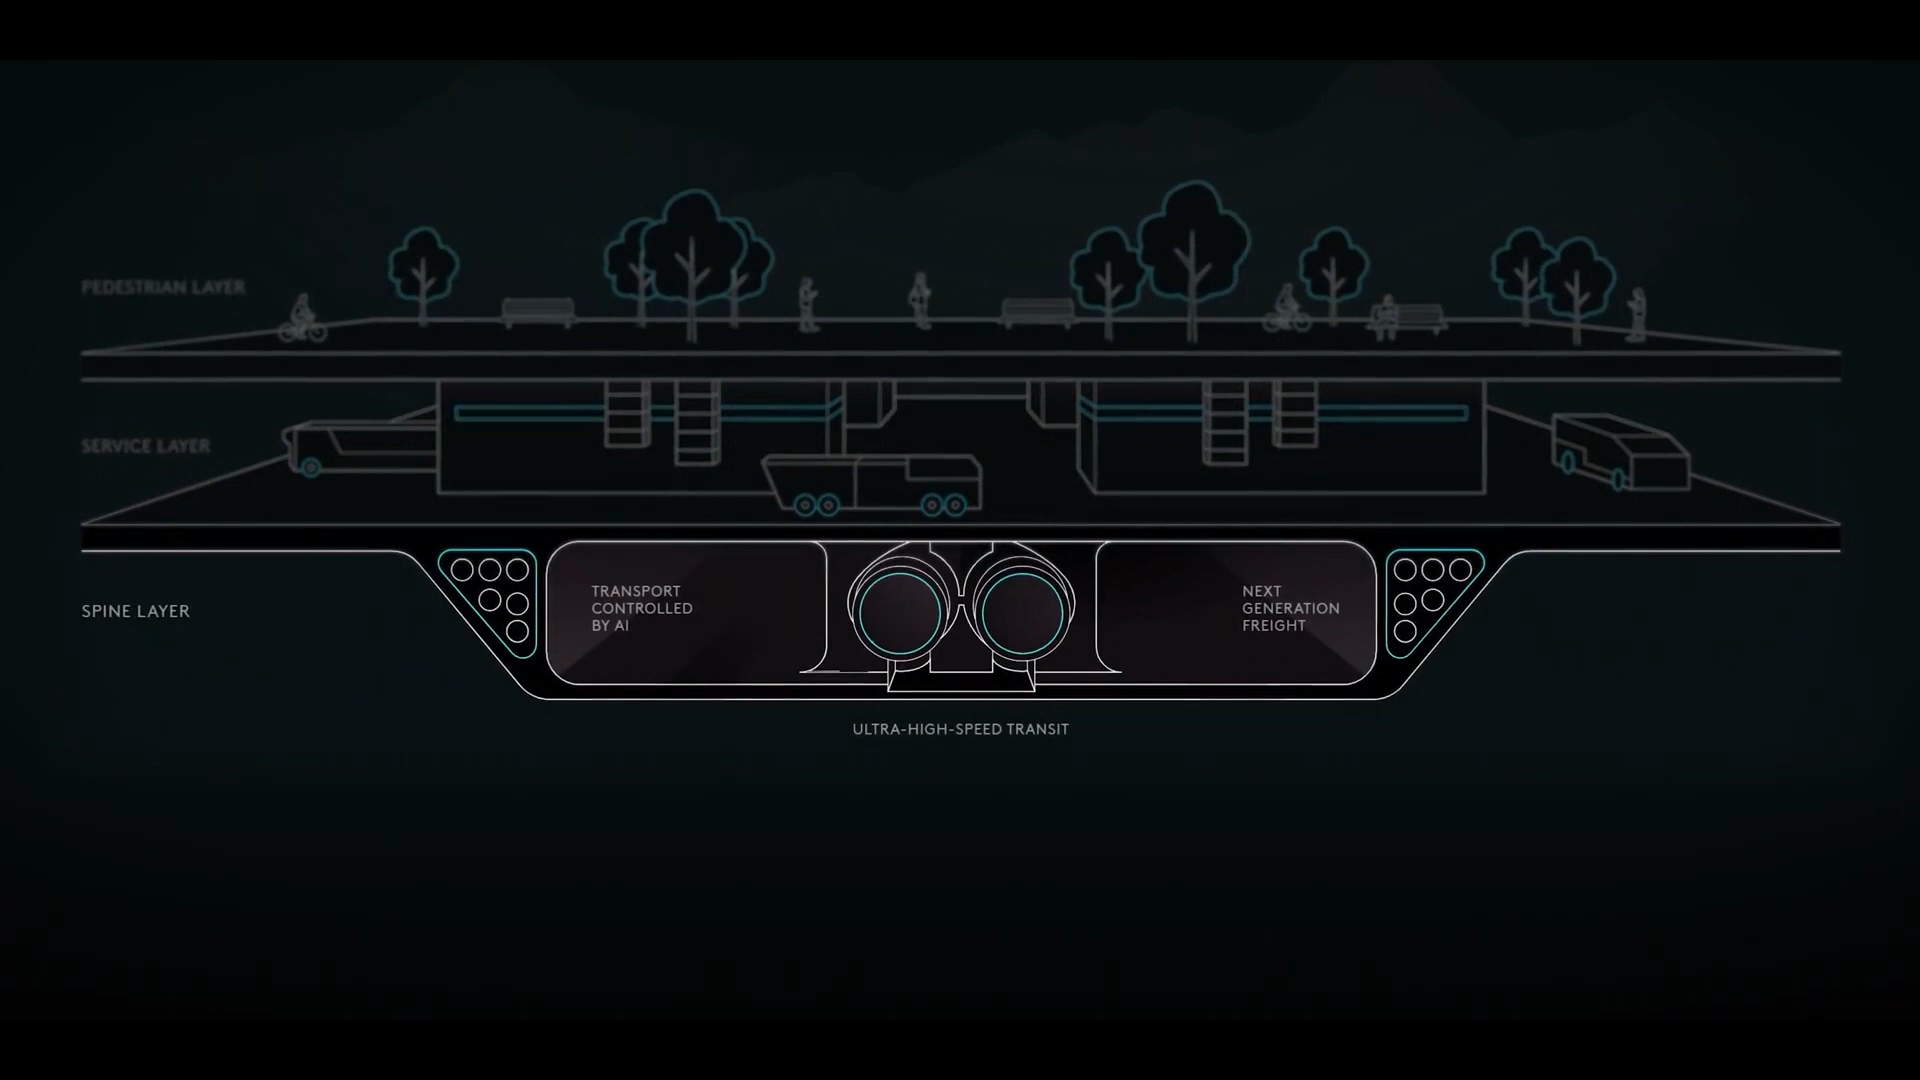 PEDESTRIAN LAYER
SERVICE LAYER
SPINE LAYER
TRANSPORT
CONTROLLED
BY AI
NEXT
GENERATION
FREIGHT
ULTRA-HIGH-SPEED TRANSIT